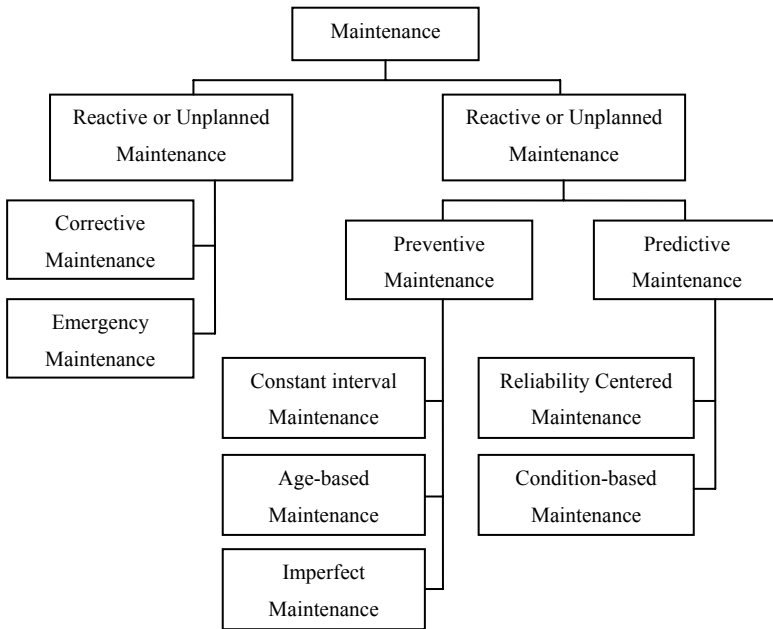 Maintenance
Reactive or Unplanned
Maintenance
Reactive or Unplanned
Maintenance
Corrective
Maintenance
Emergency
Maintenance
Preventive
Maintenance
Predictive
Maintenance
Constant interval
Maintenance
Age-based
Maintenance
Imperfect
Maintenance
Reliability Centered
Maintenance
Condition-based
Maintenance